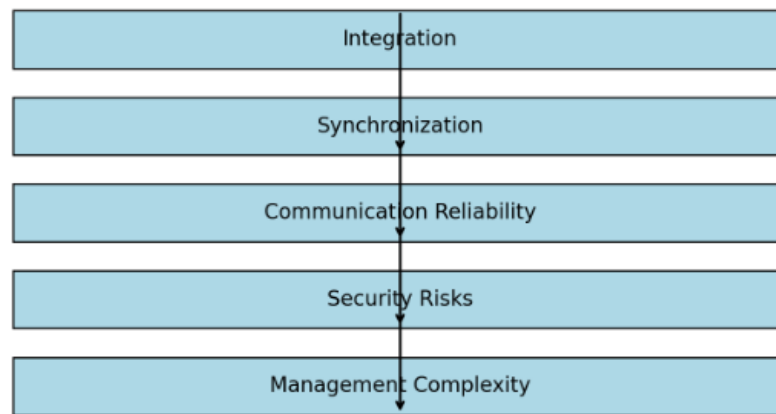 Integration
Synchronization
Communication Reliability
Security Risks
Management Complexity